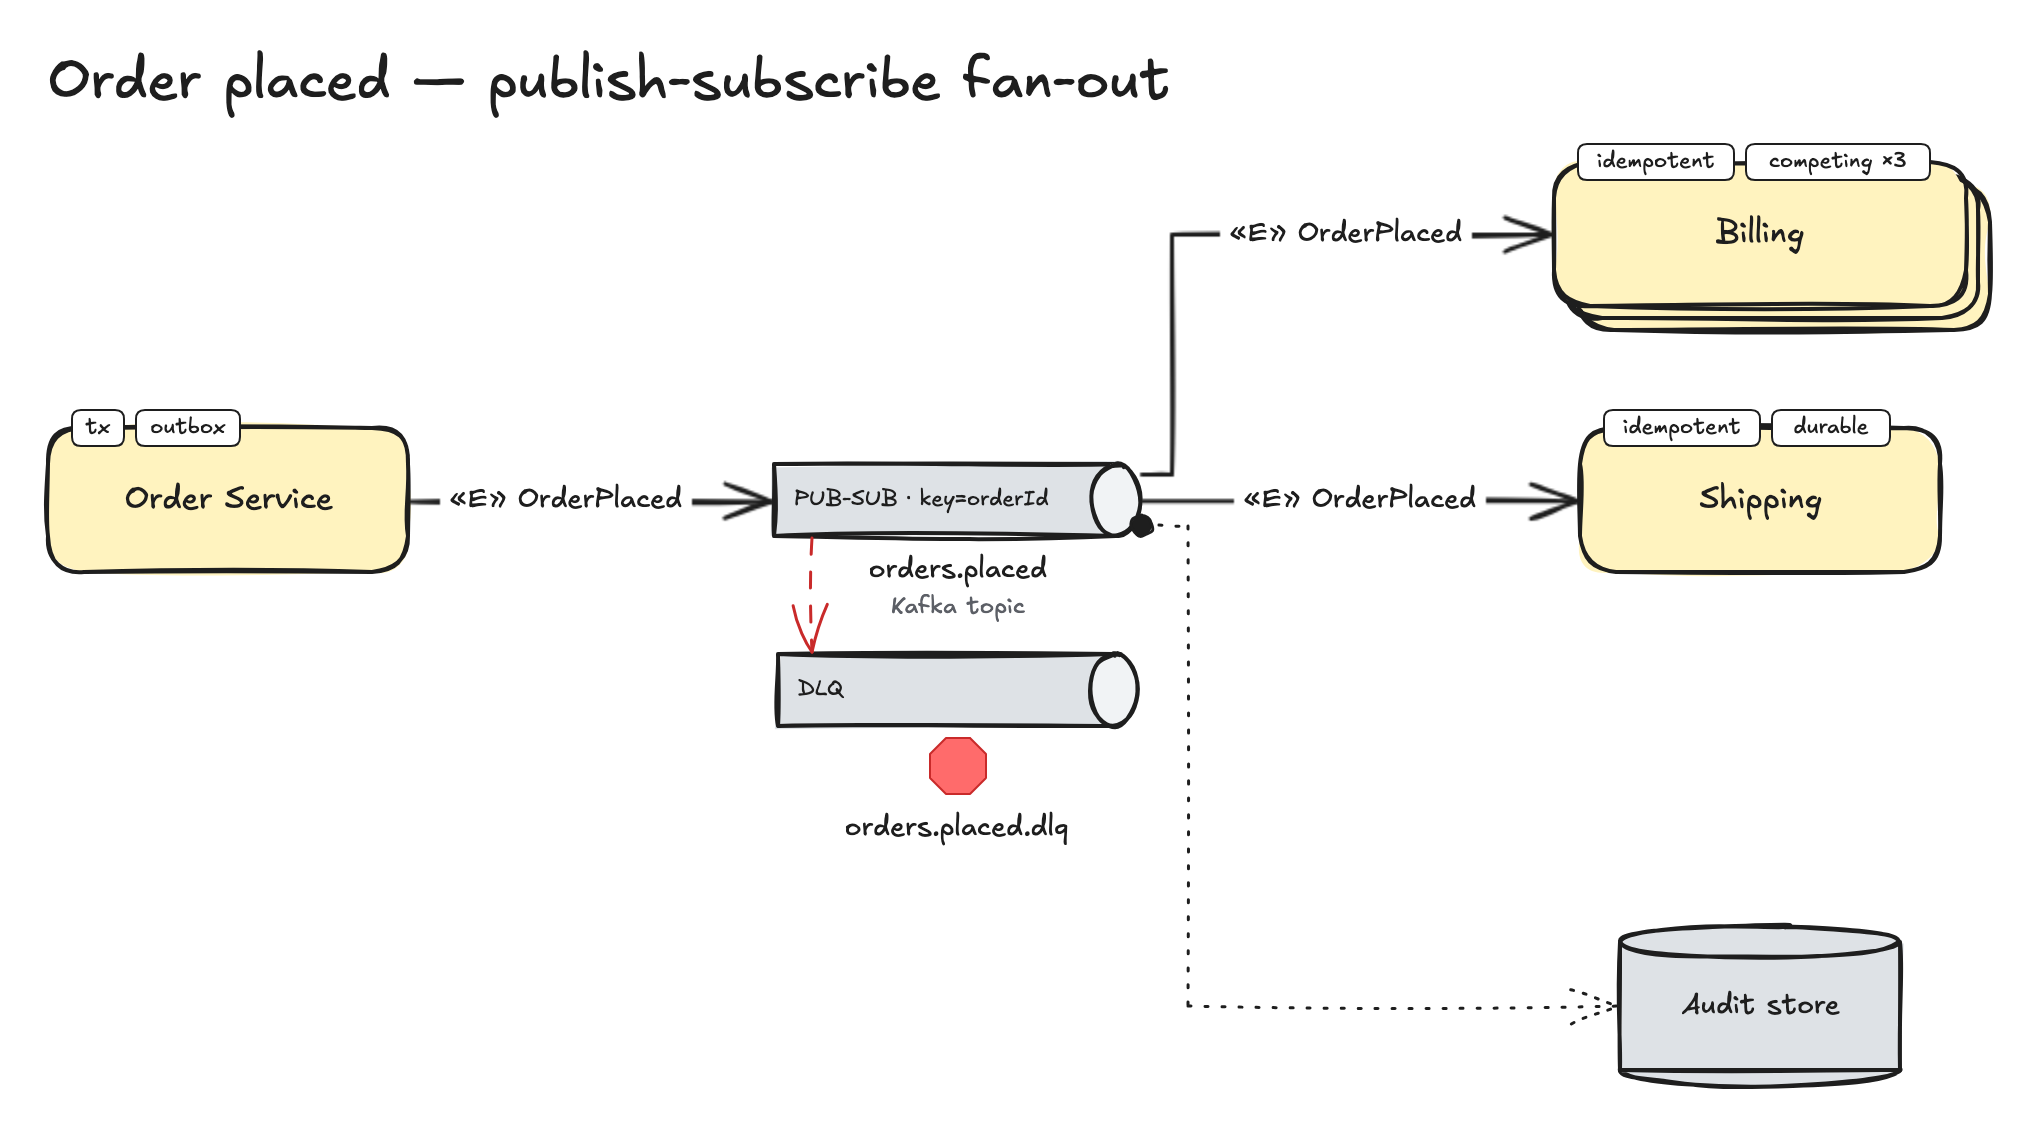 Order placed — publish-subscribe fan-out
idempotent
competing ×3
«E» OrderPlaced
Billing
tx
outbox
idempotent
durable
Order Service
«E» OrderPlaced
PUB-SUB · key=orderId
«E» OrderPlaced
Shipping
orders.placed
Kafka topic
DLQ
orders.placed.dlq
Audit store